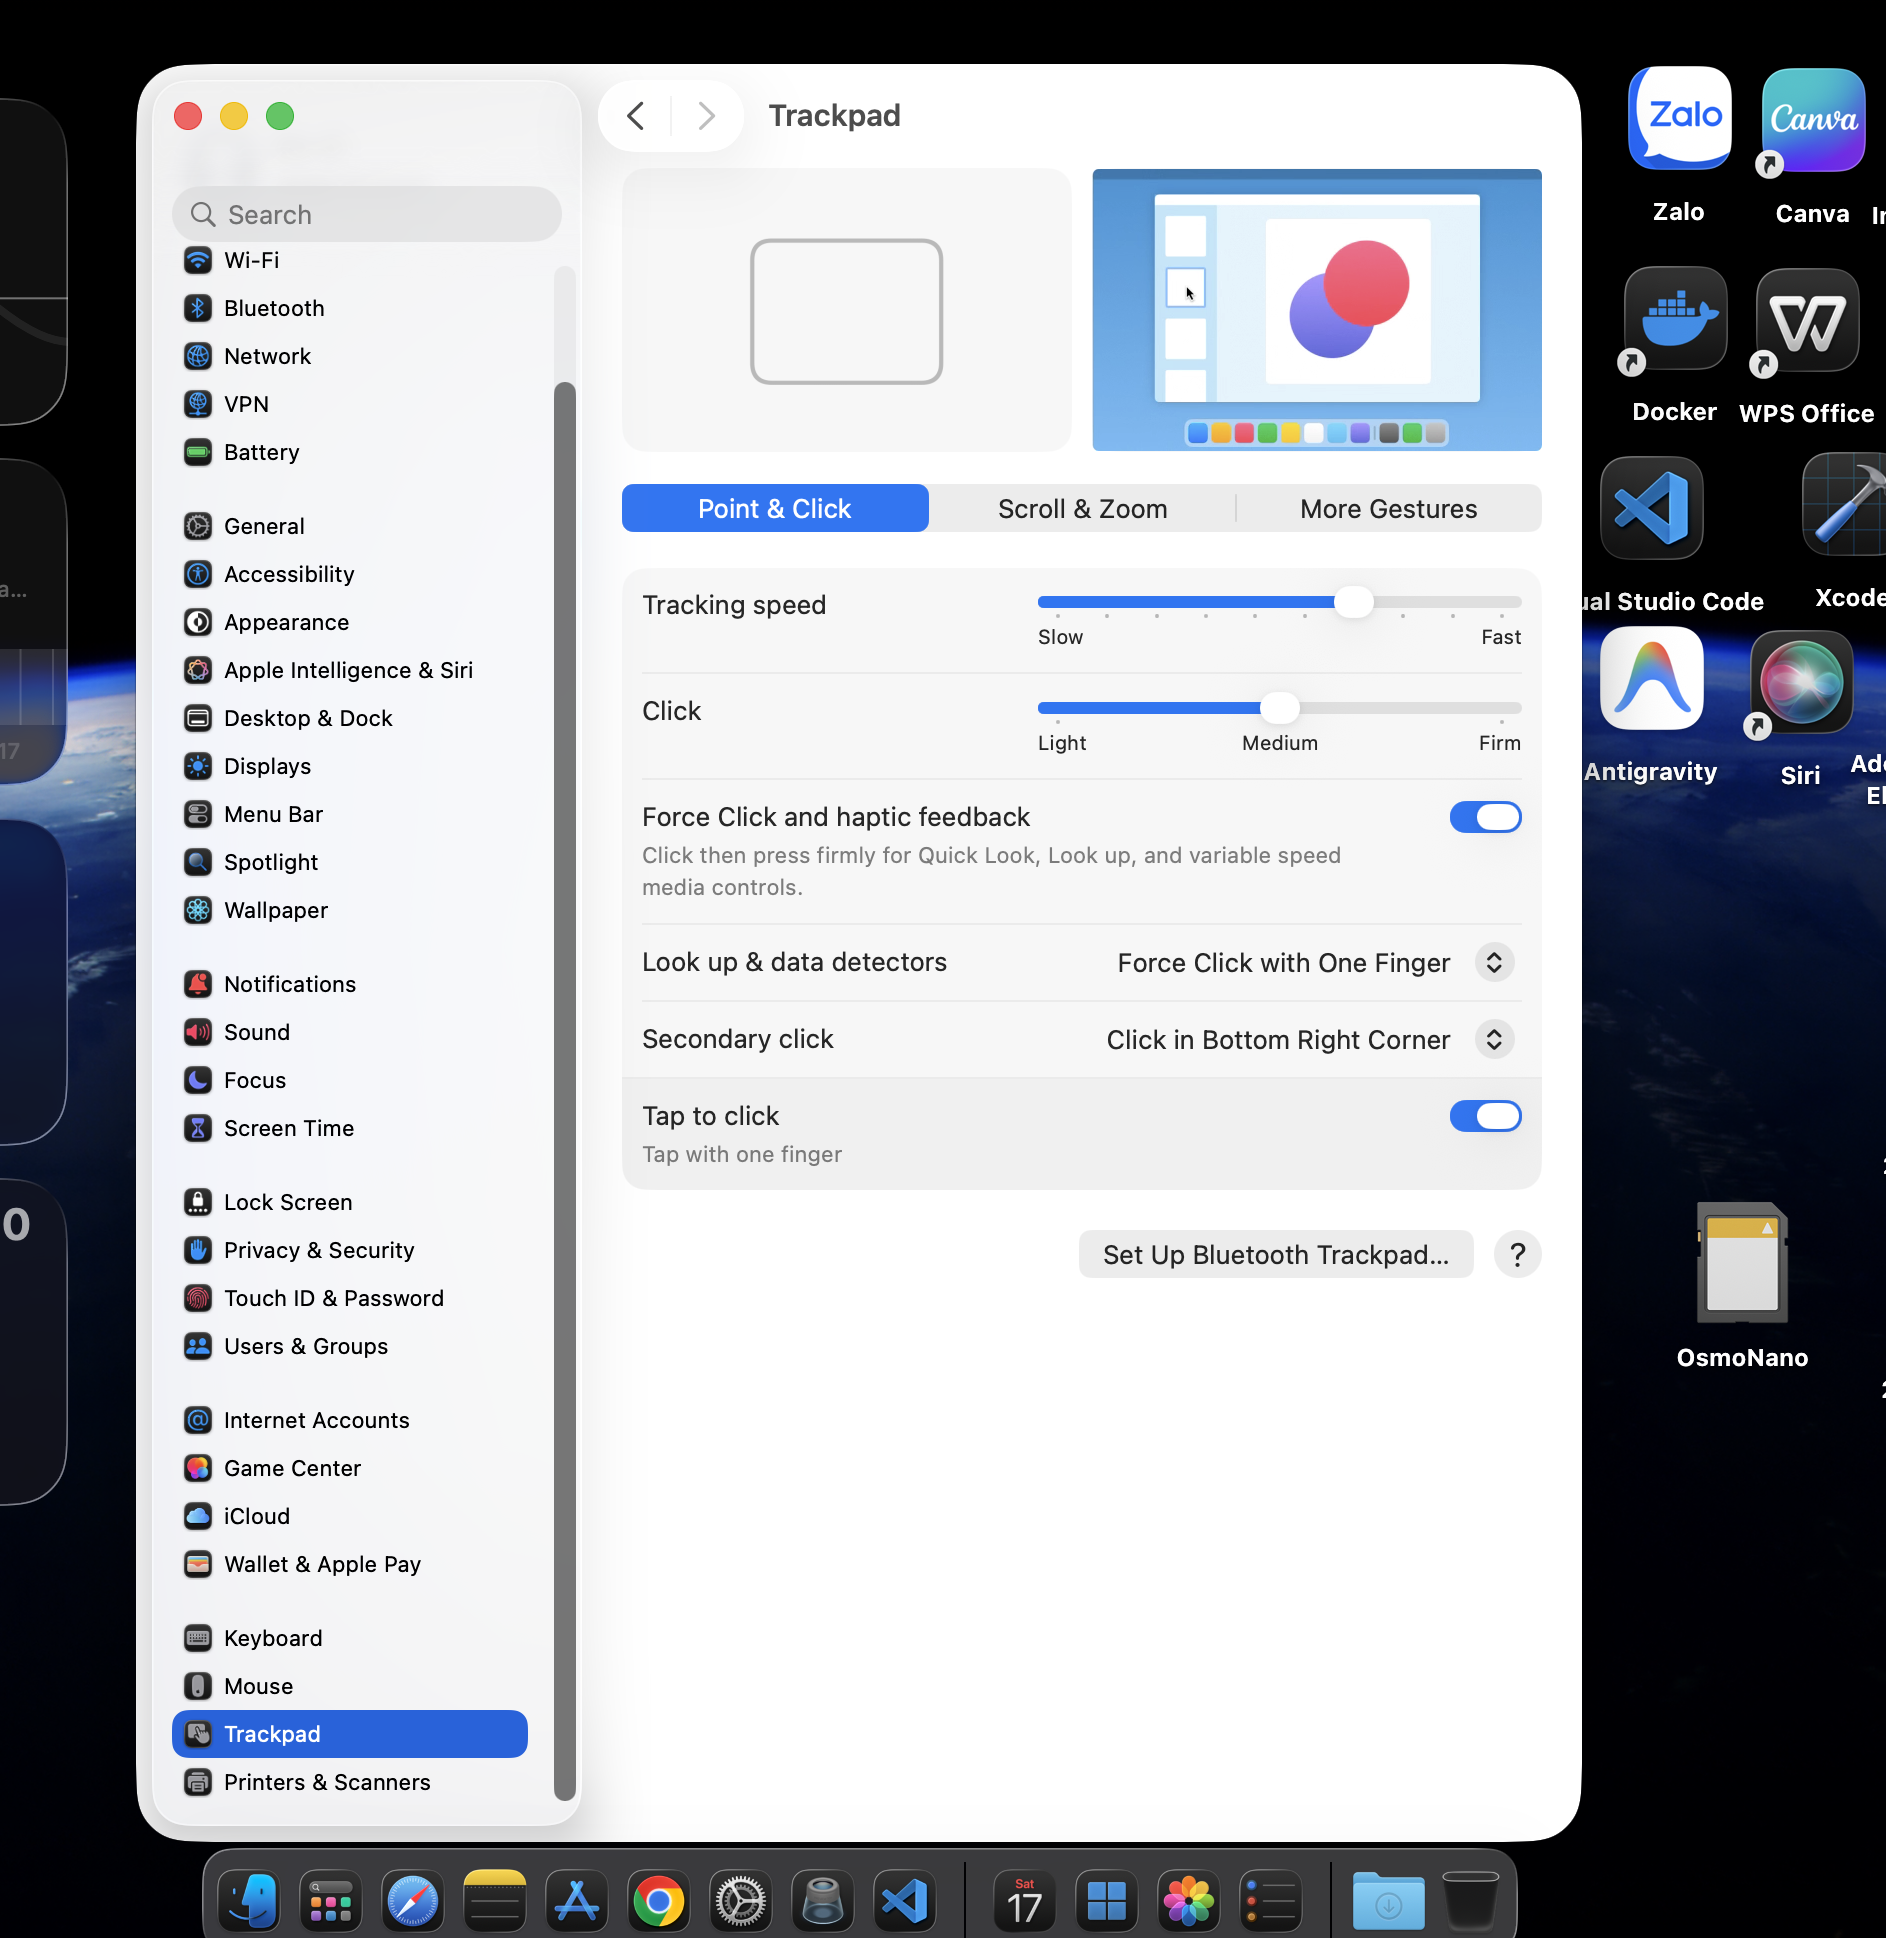 Trackpad
Search
Wi-Fi
Bluetooth
Network
VPN
Battery
General
Accessibility
Appearance
Apple Intelligence & Siri
Desktop & Dock
Displays
Menu Bar
Spotlight
Wallpaper
Notifications
Sound
Focus
Screen Time
Lock Screen
Privacy & Security
Touch ID & Password
Users & Groups
Internet Accounts
Game Center
iCloud
Wallet & Apple Pay
Keyboard
Mouse
Trackpad
Printers & Scanners
Point & Click
Scroll & Zoom
More Gestures
Tracking speed
Slow
Fast
Click
Light
Medium
Firm
Force Click and haptic feedback
Click then press firmly for Quick Look, Look up, and variable speed
media controls.
Look up & data detectors
Force Click with One Finger
Secondary click
Click in Bottom Right Corner
Tap to click
Tap with one finger
Set Up Bluetooth Trackpad...
?
a...
17
0
Zalo
Canva
Zalo
Canva
Docker
WPS Office
ual Studio Code
Xcode
Antigravity
Siri
OsmoNano
Sat
17